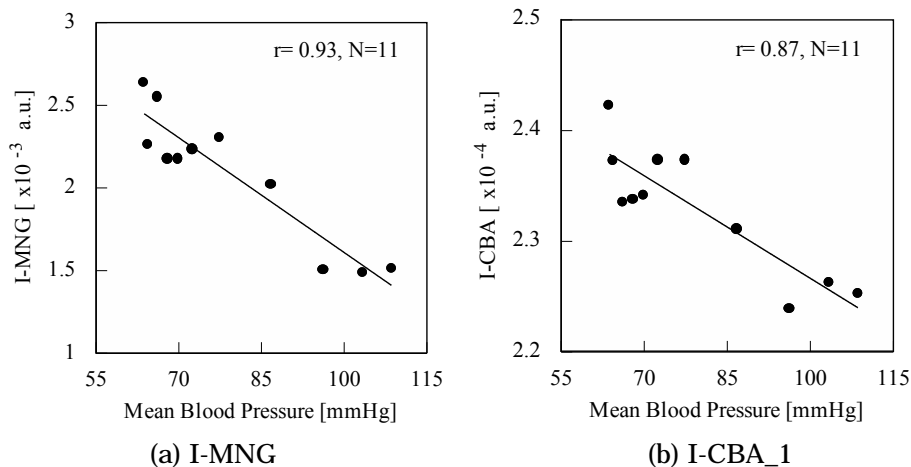 3
2.5
2
1.5
1
I-MNG [ x10⁻³ a.u.]
r= 0.93, N=11
55 70 85 100 115
Mean Blood Pressure [mmHg]
(a) I-MNG
2.5
2.4
2.3
2.2
I-CBA [ x10⁻⁴ a.u.]
r= 0.87, N=11
55 70 85 100 115
Mean Blood Pressure [mmHg]
(b) I-CBA_1